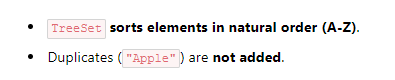 • TreeSet sorts elements in natural order (A-Z).
• Duplicates ("Apple") are not added.